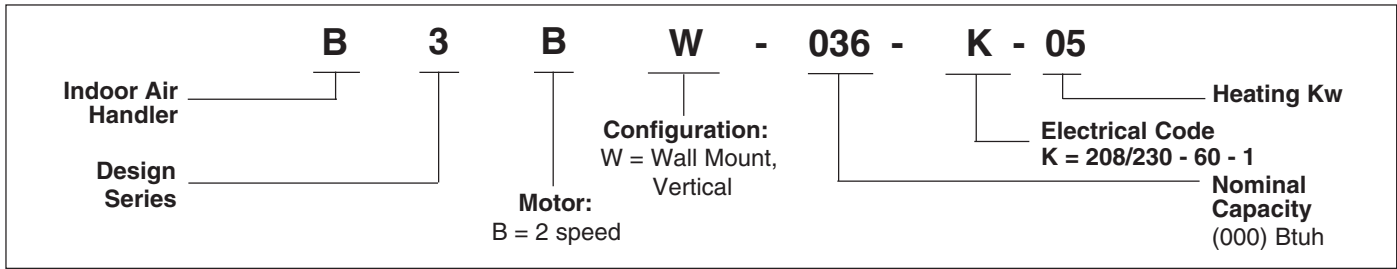 B 3 B W - 036 - K - 05
Indoor Air
Handler
Design
Series
Motor:
B = 2 speed
Configuration:
W = Wall Mount,
Vertical
Heating Kw
Electrical Code
K = 208/230 - 60 - 1
Nominal
Capacity
(000) Btuh